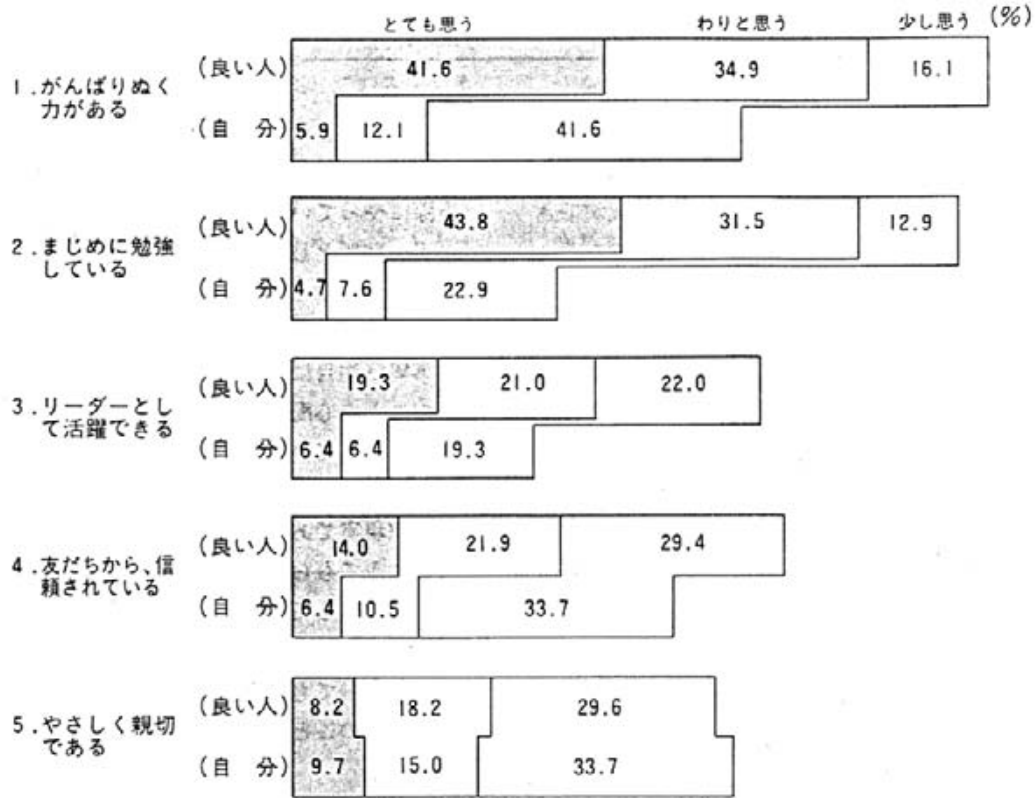 とても思う わりと思う 少し思う (%)
1.がんばりぬく
力がある
(良い人) 41.6 34.9 16.1
(自 分) 5.9 12.1 41.6
2.まじめに勉強
している
(良い人) 43.8 31.5 12.9
(自 分) 4.7 7.6 22.9
3.リーダーとし
て活躍できる
(良い人) 19.3 21.0 22.0
(自 分) 6.4 6.4 19.3
4.友だちから、信
頼されている
(良い人) 14.0 21.9 29.4
(自 分) 6.4 10.5 33.7
5.やさしく親切
である
(良い人) 8.2 18.2 29.6
(自 分) 9.7 15.0 33.7